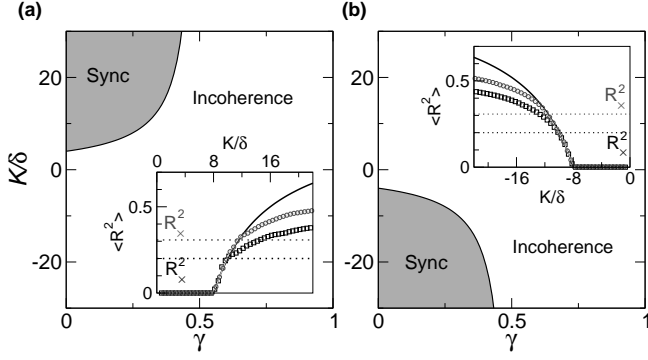 (a)
(b)
20
0
-20
K/δ
Sync
Incoherence
K/δ
0 8 16
0.5
0
<R²>
R²×
R²×
0 0.5 1
γ
20
0
-20
0.5
0
<R²>
R²×
R²×
-16 -8 0
K/δ
Incoherence
Sync
0 0.5 1
γ